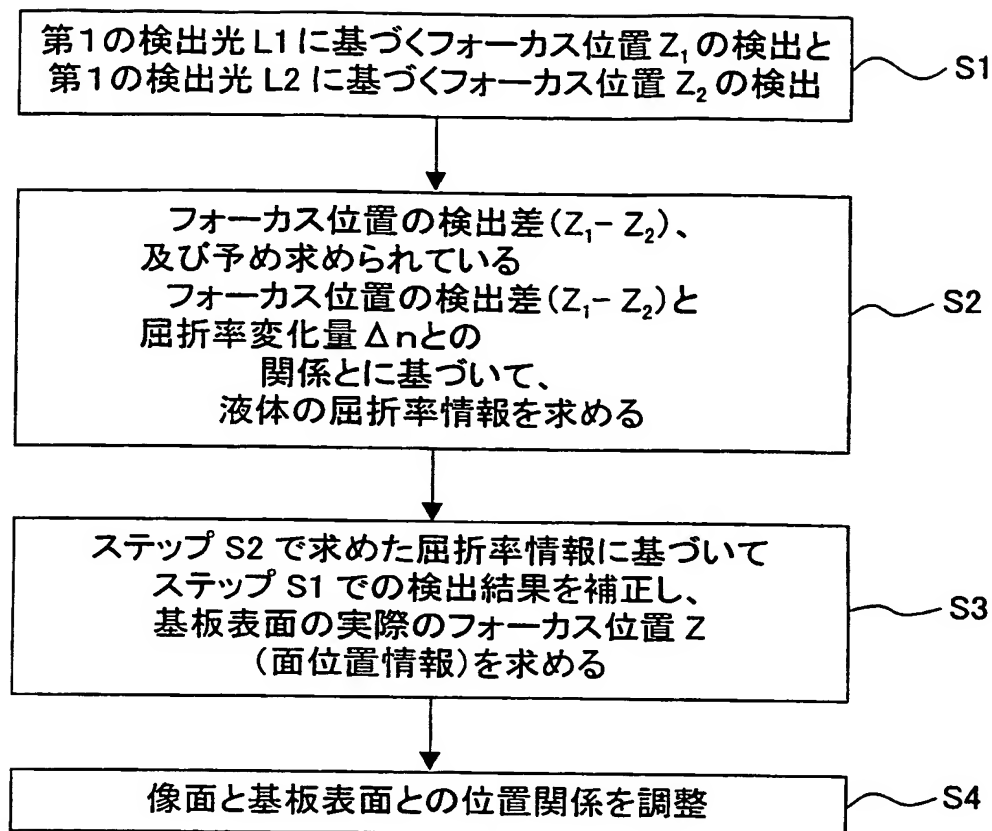 第1の検出光L1に基づくフォーカス位置Z₁の検出と
第1の検出光L2に基づくフォーカス位置Z₂の検出
S1
フォーカス位置の検出差(Z₁- Z₂)、
及び予め求められている
フォーカス位置の検出差(Z₁- Z₂)と
屈折率変化量Δnとの
関係とに基づいて、
液体の屈折率情報を求める
S2
ステップ S2 で求めた屈折率情報に基づいて
ステップ S1 での検出結果を補正し、
基板表面の実際のフォーカス位置 Z
(面位置情報)を求める
S3
像面と基板表面との位置関係を調整
S4